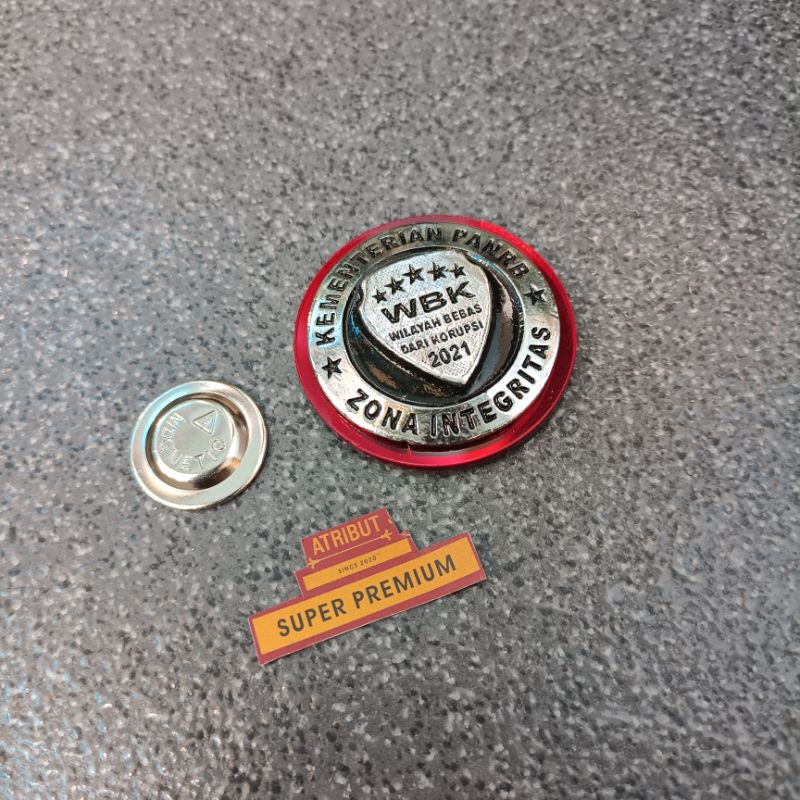 KEMENTERIAN PANRB
★★★★★
WBK
WILAYAH BEBAS
DARI KORUPSI
2021
★ ZONA INTEGRITAS ★
ATRIBUT
SINCE 2020
SUPER PREMIUM